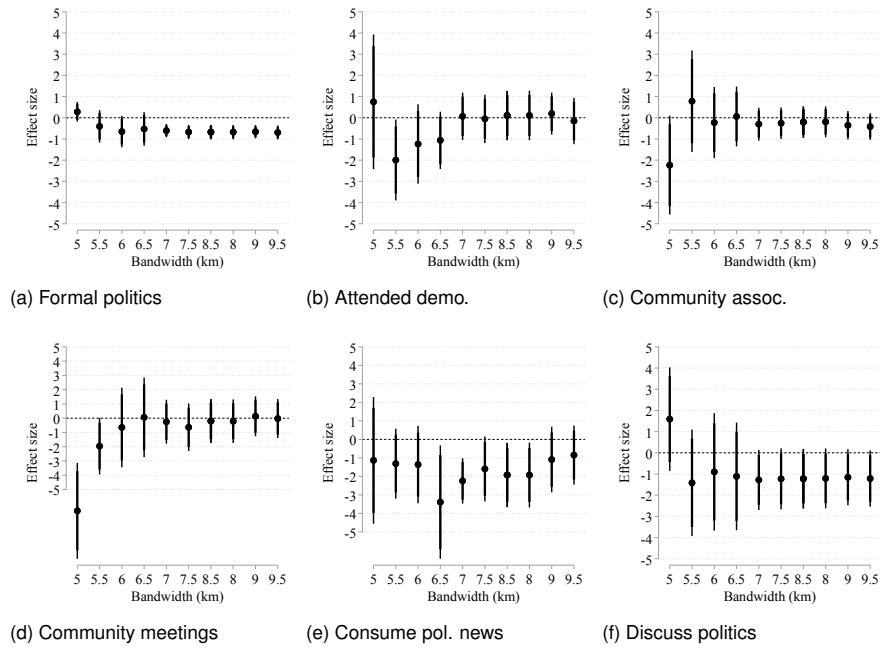 5
4
3
2
1
0
-1
-2
-3
-4
-5
Effect size
5 5.5 6 6.5 7 7.5 8.5 8 9 9.5
Bandwidth (km)
(a) Formal politics
5
4
3
2
1
0
-1
-2
-3
-4
-5
Effect size
5 5.5 6 6.5 7 7.5 8.5 8 9 9.5
Bandwidth (km)
(b) Attended demo.
5
4
3
2
1
0
-1
-2
-3
-4
-5
Effect size
5 5.5 6 6.5 7 7.5 8.5 8 9 9.5
Bandwidth (km)
(c) Community assoc.
5
4
3
2
1
0
-1
-2
-3
-4
-5
Effect size
5 5.5 6 6.5 7 7.5 8.5 8 9 9.5
Bandwidth (km)
(d) Community meetings
5
4
3
2
1
0
-1
-2
-3
-4
-5
Effect size
5 5.5 6 6.5 7 7.5 8.5 8 9 9.5
Bandwidth (km)
(e) Consume pol. news
5
4
3
2
1
0
-1
-2
-3
-4
-5
Effect size
5 5.5 6 6.5 7 7.5 8.5 8 9 9.5
Bandwidth (km)
(f) Discuss politics